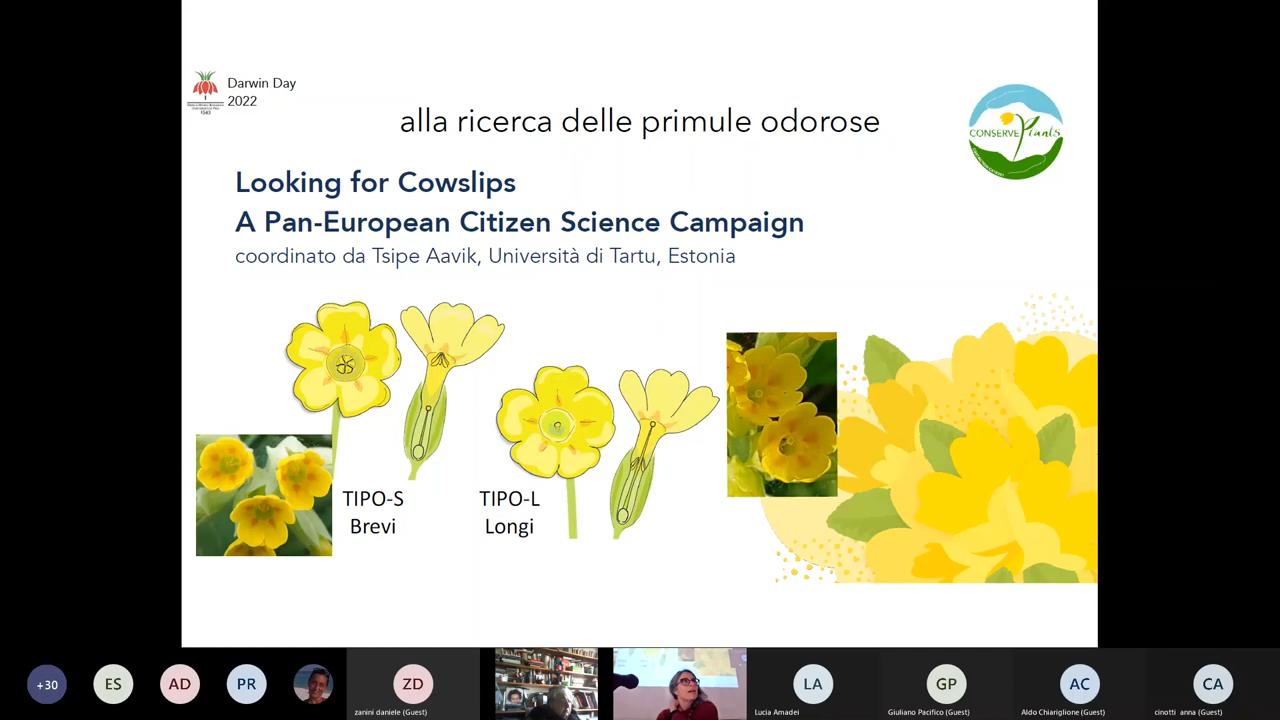 Darwin Day
2022
1543
alla ricerca delle primule odorose
CONSERVE Plants
Looking for Cowslips
A Pan-European Citizen Science Campaign
coordinato da Tsipe Aavik, Università di Tartu, Estonia
TIPO-S
Brevi
TIPO-L
Longi
+30
ES
AD
PR
ZD
zanini daniele (Guest)
LA
Lucia Amadei
GP
Giuliano Pacifico (Guest)
AC
Aldo Chiariglione (Guest)
CA
cinotti anna (Guest)